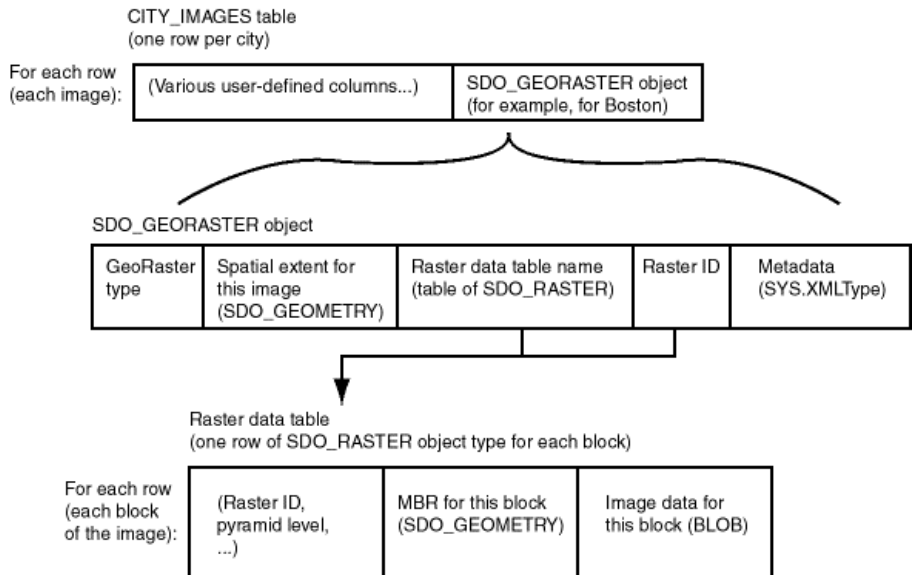 CITY_IMAGES table
(one row per city)
For each row
(each image):
(Various user-defined columns...)
SDO_GEORASTER object
(for example, for Boston)
SDO_GEORASTER object
GeoRaster
type
Spatial extent for
this image
(SDO_GEOMETRY)
Raster data table name
(table of SDO_RASTER)
Raster ID
Metadata
(SYS.XMLType)
Raster data table
(one row of SDO_RASTER object type for each block)
For each row
(each block
of the image):
(Raster ID,
pyramid level,
...)
MBR for this block
(SDO_GEOMETRY)
Image data for
this block (BLOB)